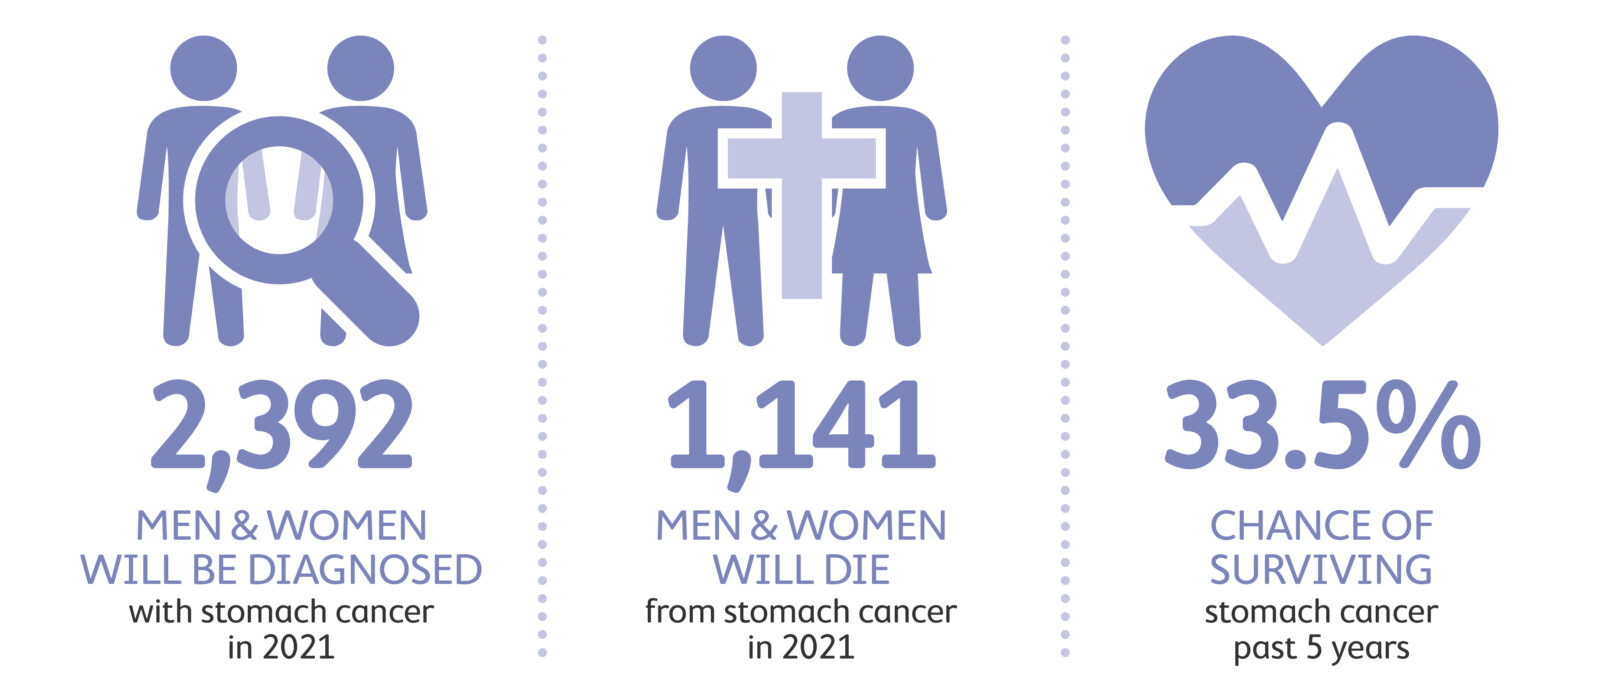 2,392
MEN & WOMEN
WILL BE DIAGNOSED
with stomach cancer
in 2021
1,141
MEN & WOMEN
WILL DIE
from stomach cancer
in 2021
33.5%
CHANCE OF
SURVIVING
stomach cancer
past 5 years